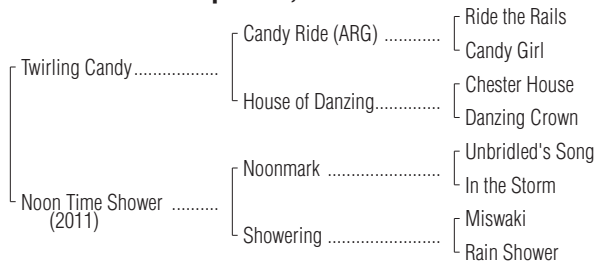 Ride the Rails
Candy Ride (ARG) ............
Candy Girl
Twirling Candy..................
Chester House
House of Danzing..............
Danzing Crown
Unbridled's Song
Noonmark .....................
In the Storm
Noon Time Shower ..........
(2011)
Miswaki
Showering .....................
Rain Shower